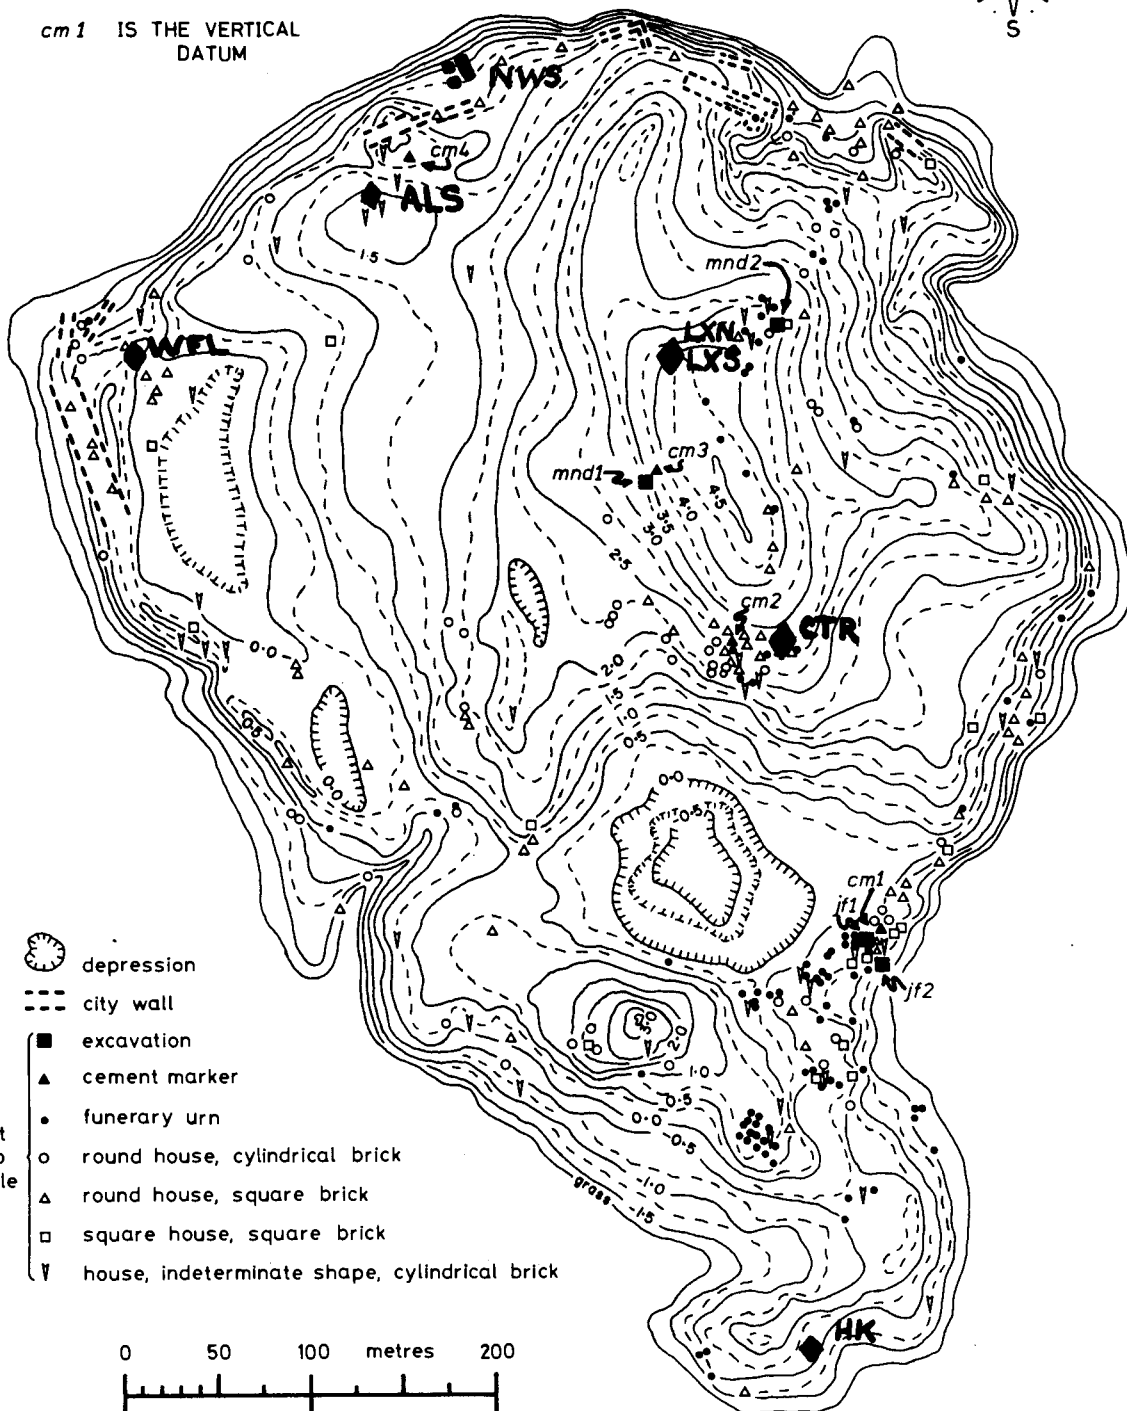 cm 1 IS THE VERTICAL
DATUM
S
NWS
cm4
ALS
1·5
mnd2
WFL
LXN
LXS
cm3
mnd1
4·5
4·0
3·5
3·0
2·5
cm2
CTR
0·0
2·0
1·5
1·0
0·5
0·5
0·0
0·0
-0·5
cm1
jf1
jf2
depression
city wall
excavation
cement marker
funerary urn
round house, cylindrical brick
round house, square brick
square house, square brick
house, indeterminate shape, cylindrical brick
3·0
2·0
1·0
0·5
0·0
-0·5
-1·0
grass
-1·5
HK
0 50 100 metres 200